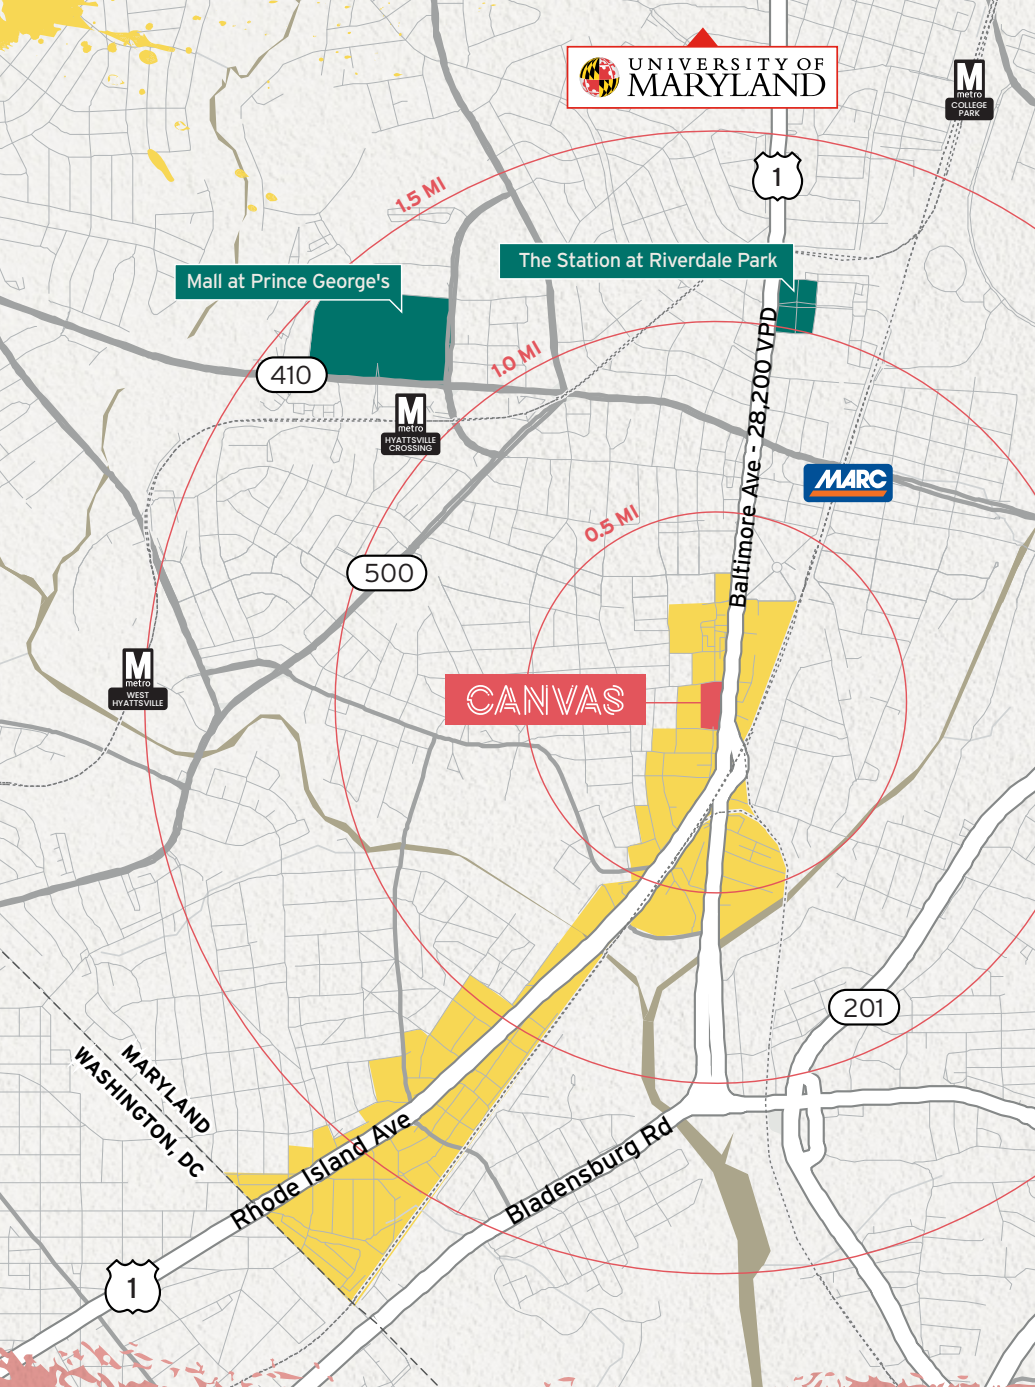 UNIVERSITY OF
MARYLAND
M
metro
COLLEGE
PARK
1
1.5 MI
The Station at Riverdale Park
Mall at Prince George's
1.0 MI
410
M
metro
HYATTSVILLE
CROSSING
Baltimore Ave - 28,200 VPD
MARC
0.5 MI
500
M
metro
WEST
HYATTSVILLE
CANVAS
201
MARYLAND
WASHINGTON, DC
Rhode Island Ave
Bladensburg Rd
1